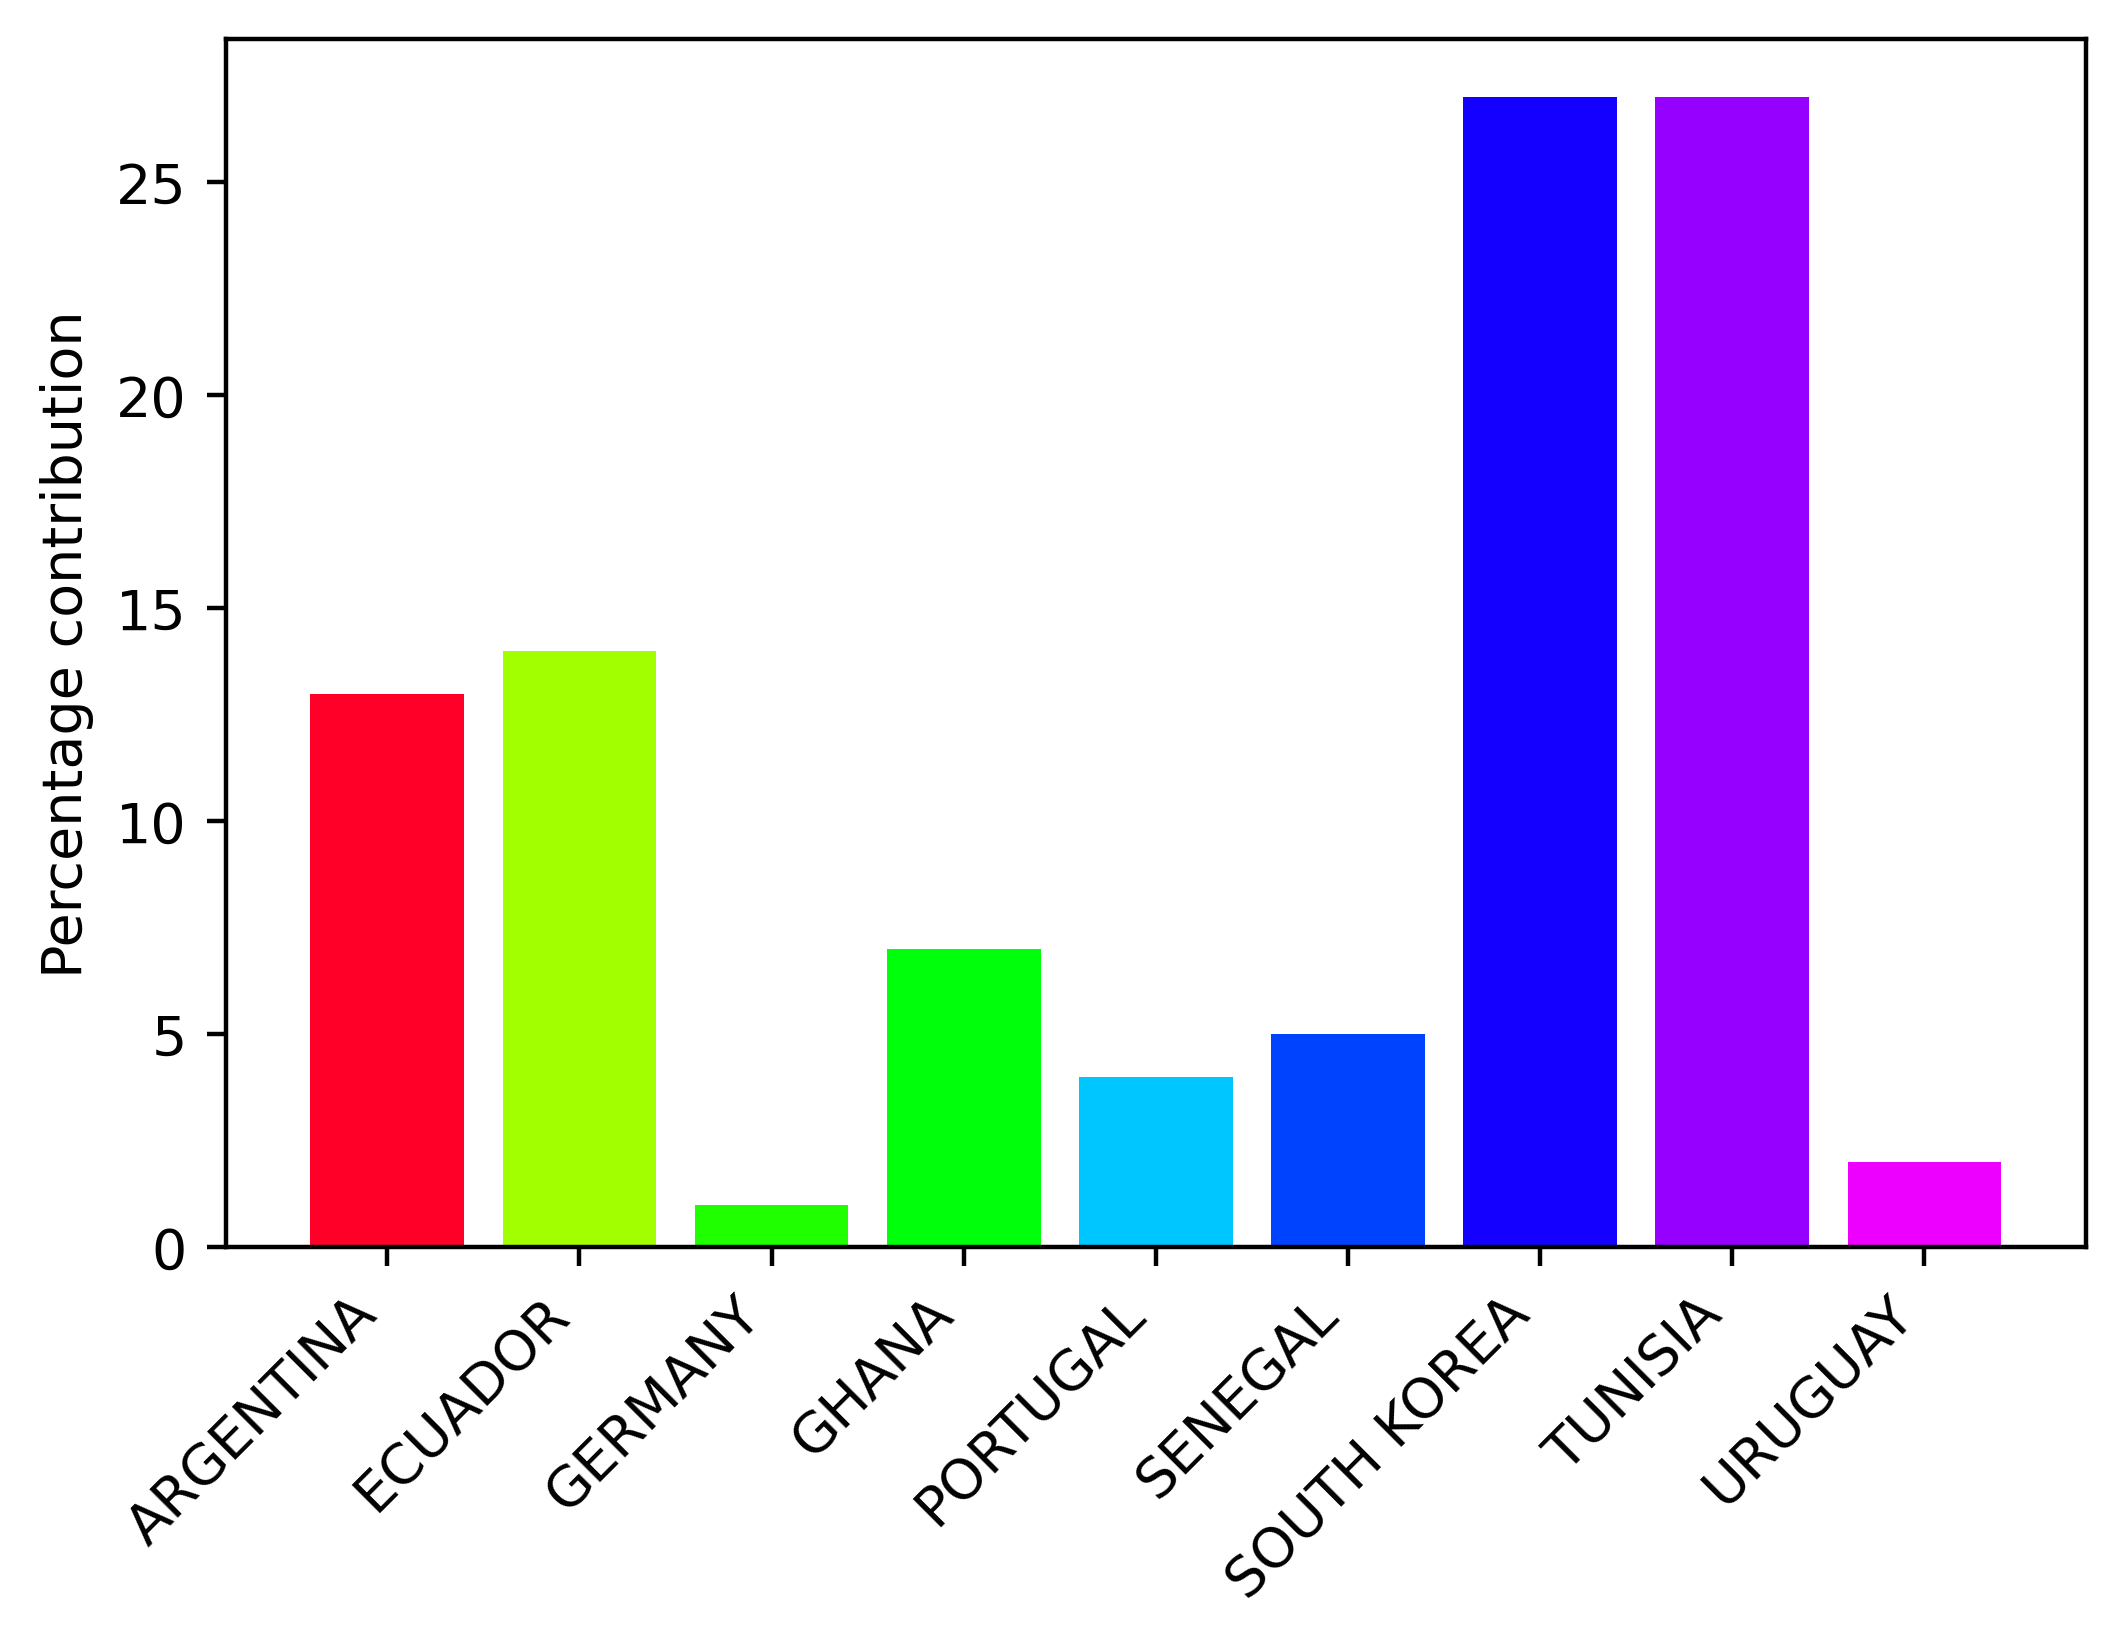 Percentage contribution
25
20
15
10
5
0
ARGENTINA
ECUADOR
GERMANY
GHANA
PORTUGAL
SENEGAL
SOUTH KOREA
TUNISIA
URUGUAY